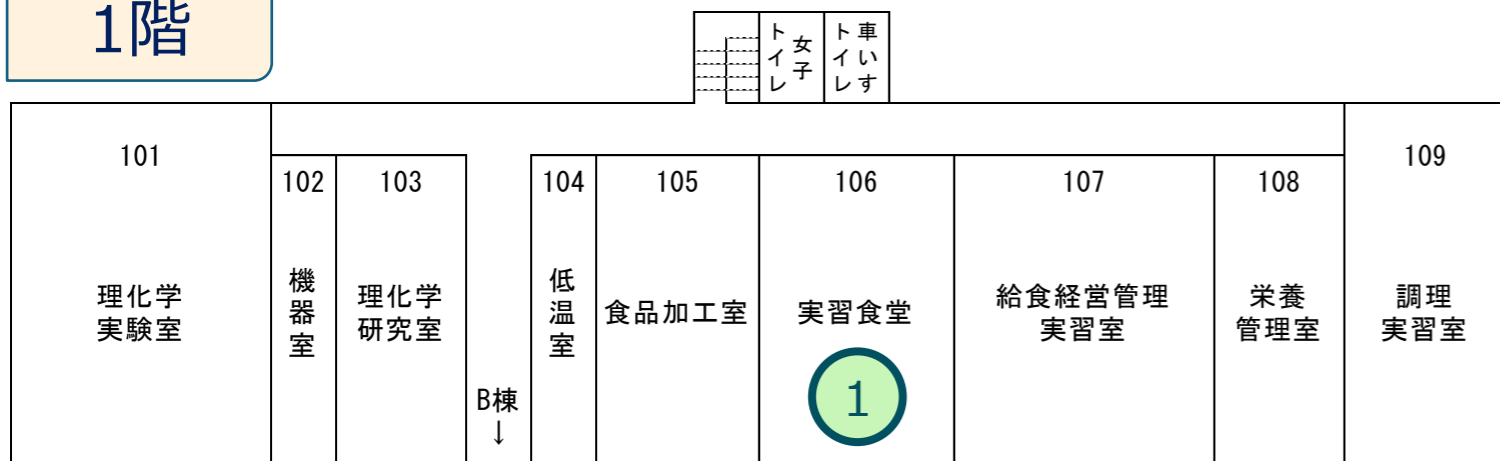 1階
女子
トイレ
車いす
トイレ
101
理化学
実験室
102
機器室
103
理化学
研究室
B棟
↓
104
低温室
105
食品加工室
106
実習食堂
1
107
給食経営管理
実習室
108
栄養
管理室
109
調理
実習室